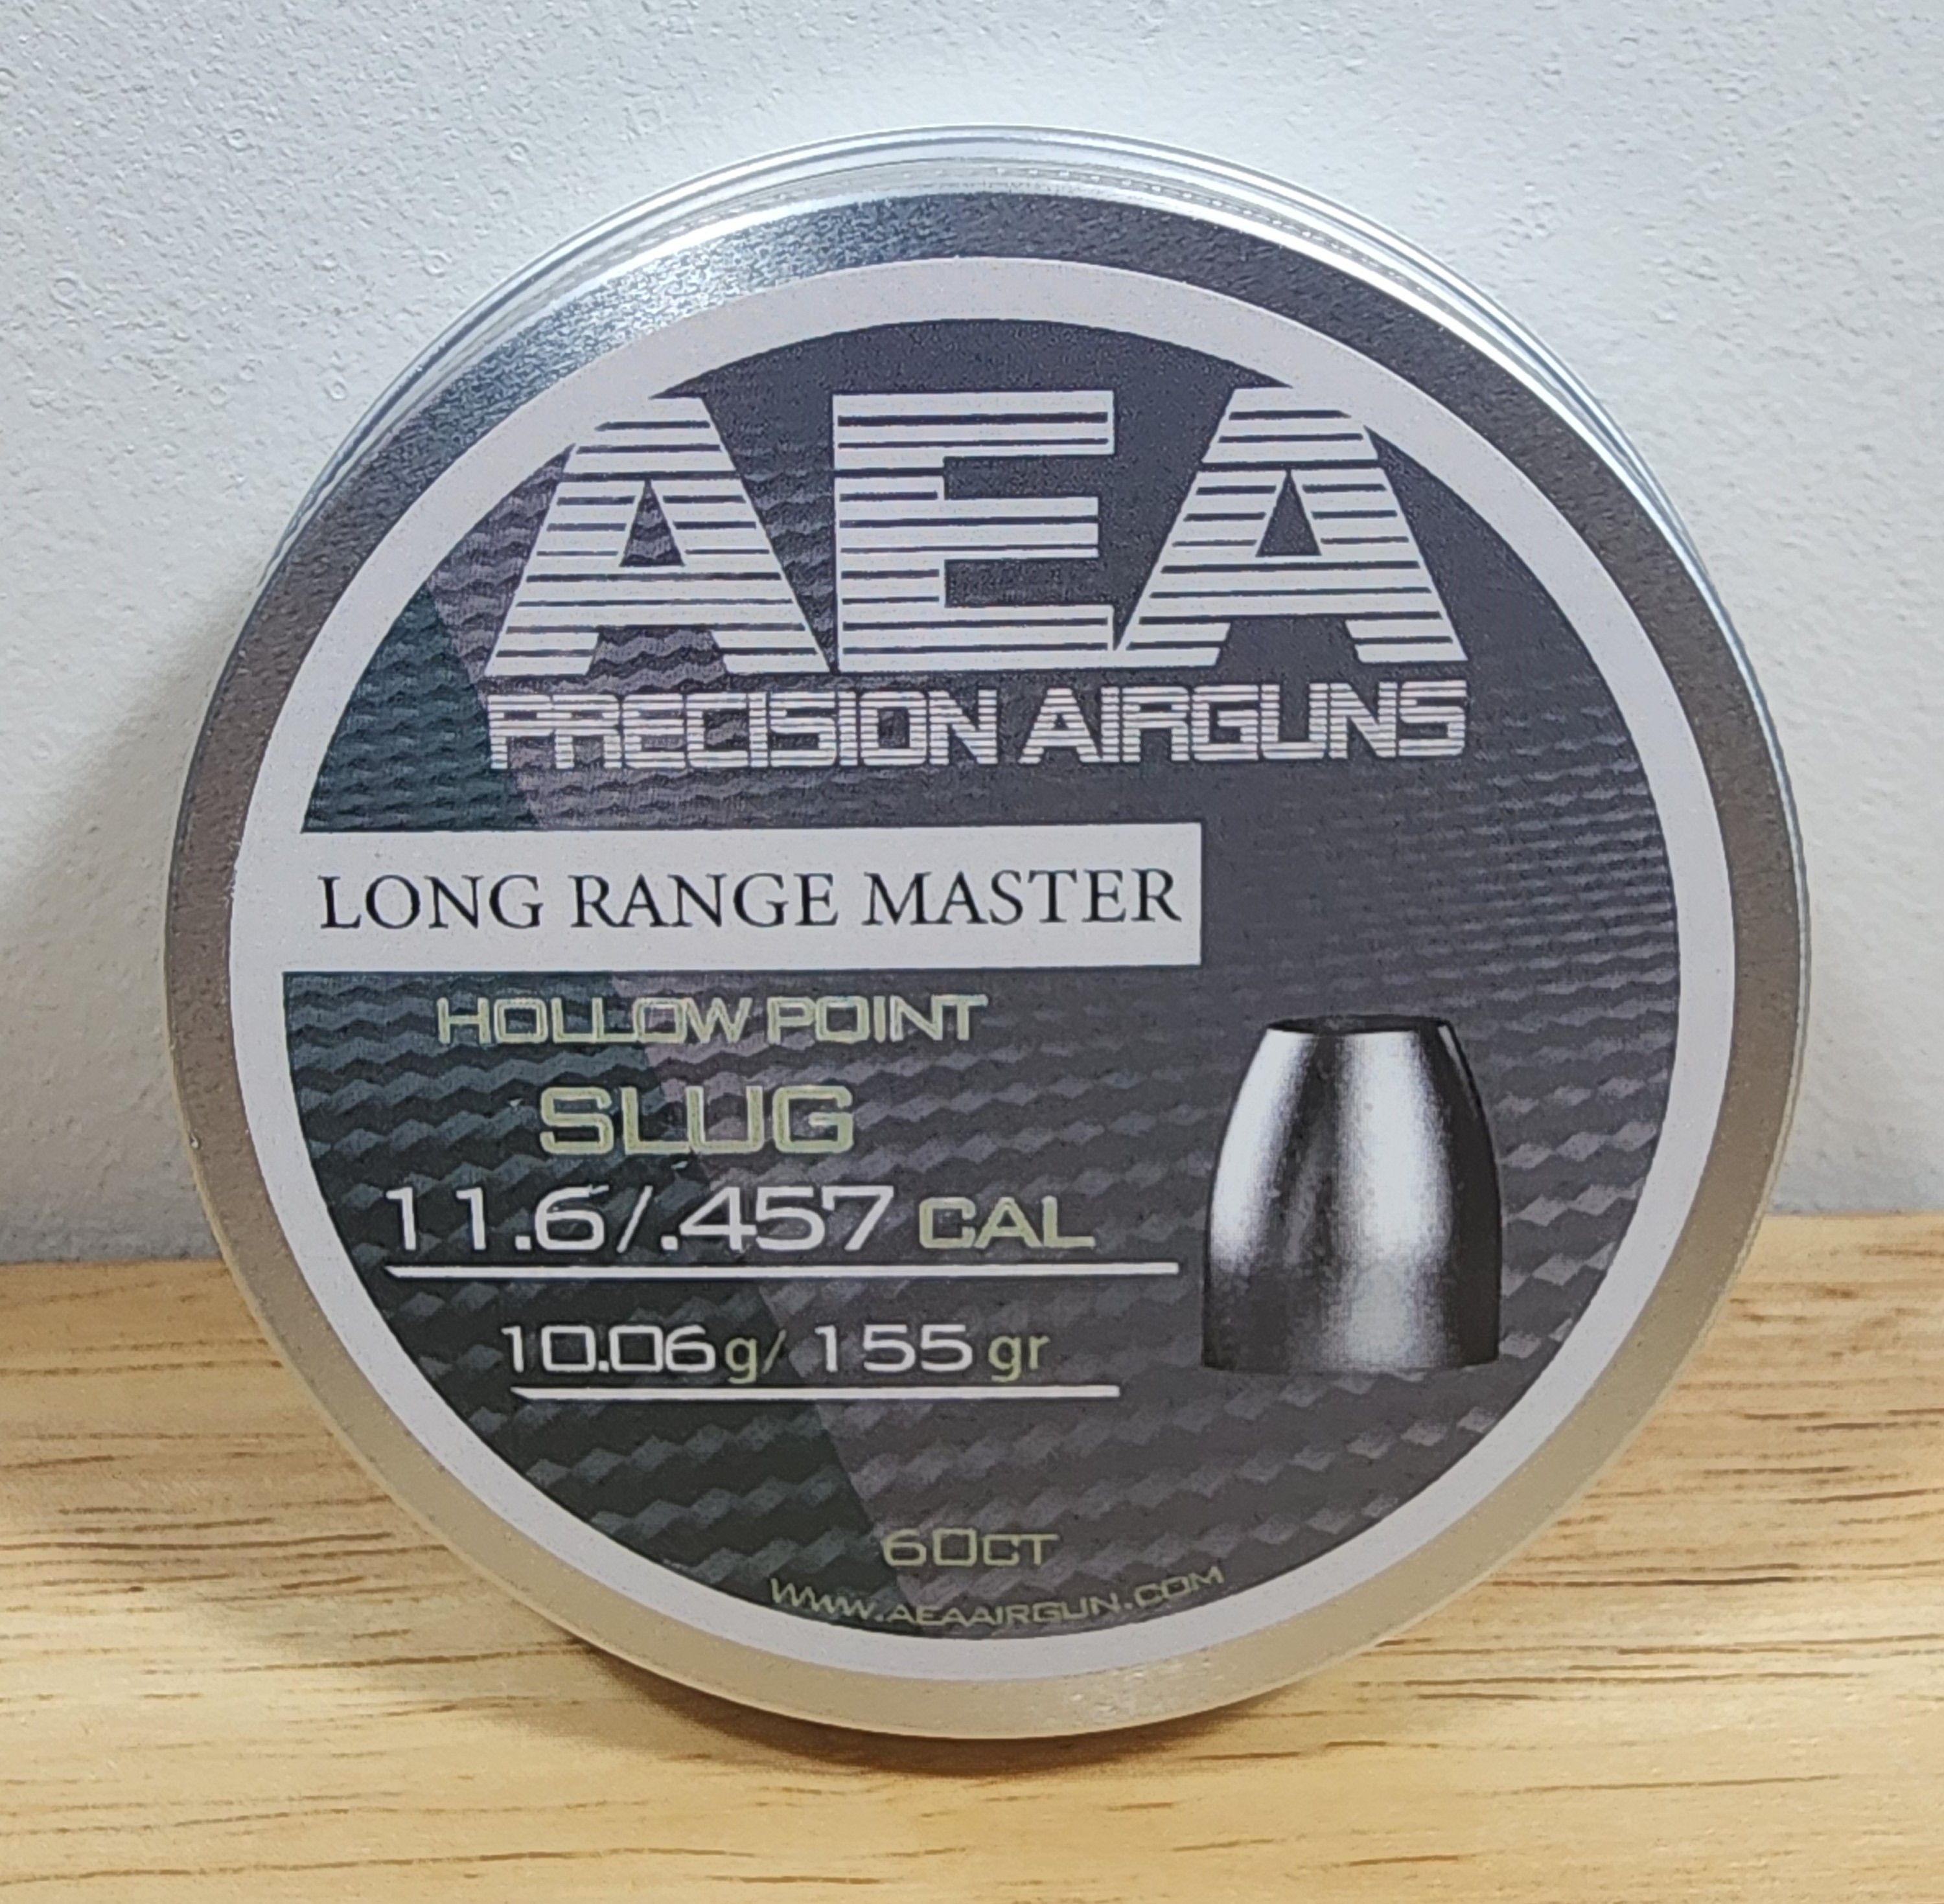 AEA
PRECISION AIRGUNS
LONG RANGE MASTER
HOLLOW POINT
SLUG
11.6/.457 CAL
10.06g/ 155 gr
60CT
WWW.AEAAIRGUN.COM